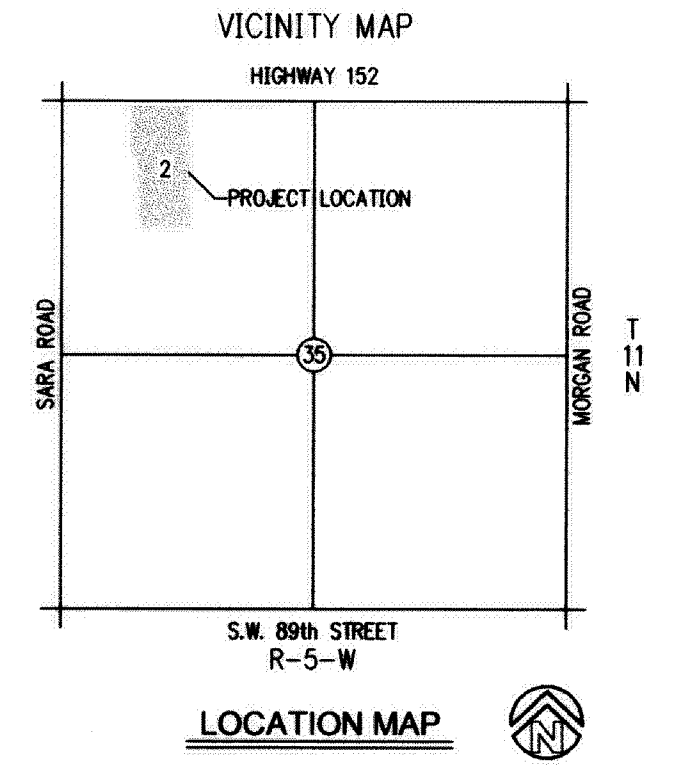 VICINITY MAP
HIGHWAY 152
2
PROJECT LOCATION
SARA ROAD
35
MORGAN ROAD
T
11
N
S.W. 89th STREET
R-5-W
LOCATION MAP
N